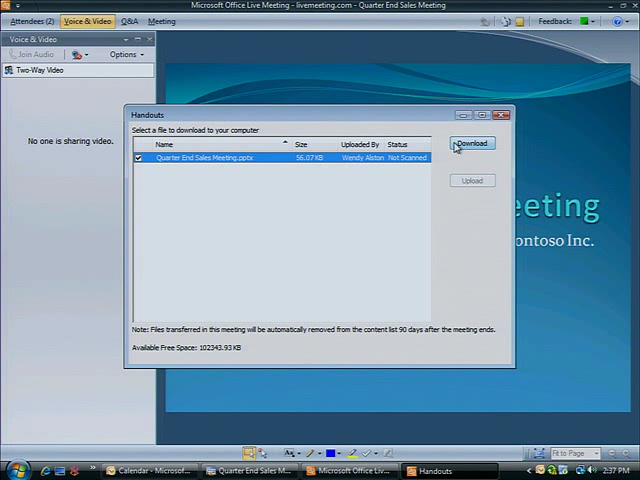 Microsoft Office Live Meeting - livemeeting.com - Quarter End Sales Meeting
Attendees (2)
Voice & Video
Q&A
Meeting
Feedback:
Voice & Video
Join Audio
Options
Two-Way Video
No one is sharing video.
eeting
ontoso Inc.
Handouts
Select a file to download to your computer
Name Size Uploaded By Status
Quarter End Sales Meeting.pptx 56.07 KB Wendy Alston Not Scanned
Download
Upload
Note: Files transferred in this meeting will be automatically removed from the content list 90 days after the meeting ends.
Available Free Space: 102343.93 KB
Fit to Page
Calendar - Microsof...
Quarter End Sales M...
Microsoft Office Liv...
Handouts
2:37 PM